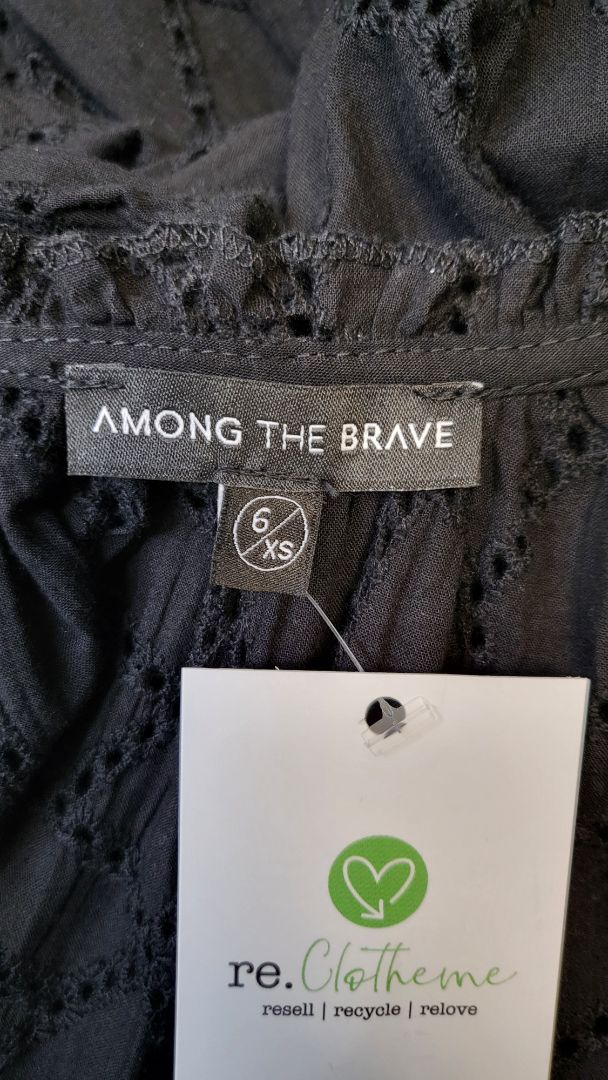 AMONG THE BRAVE
6/XS
re.Clotheme
resell | recycle | relove